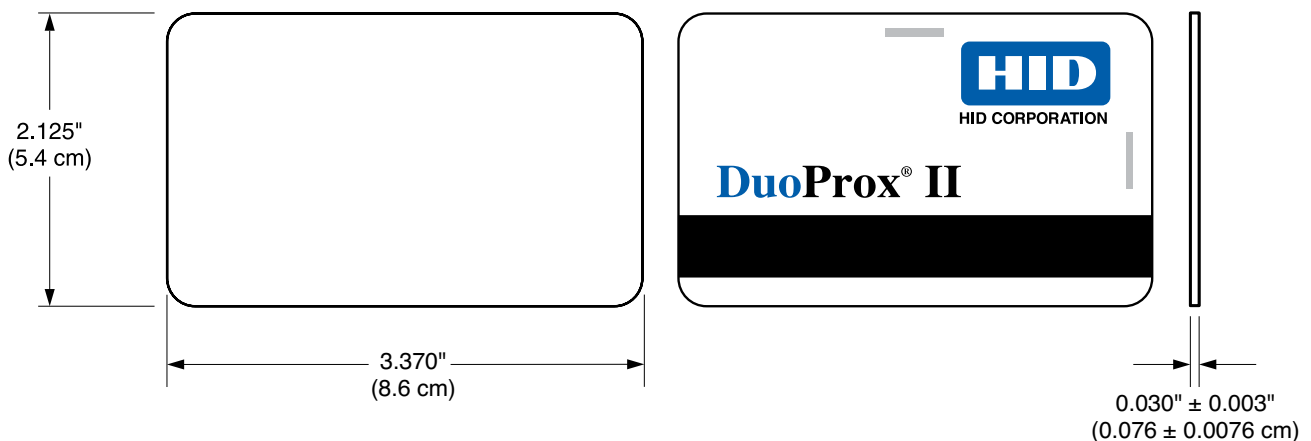 2.125"
(5.4 cm)
3.370"
(8.6 cm)
HID
HID CORPORATION
DuoProx® II
0.030" ± 0.003"
(0.076 ± 0.0076 cm)